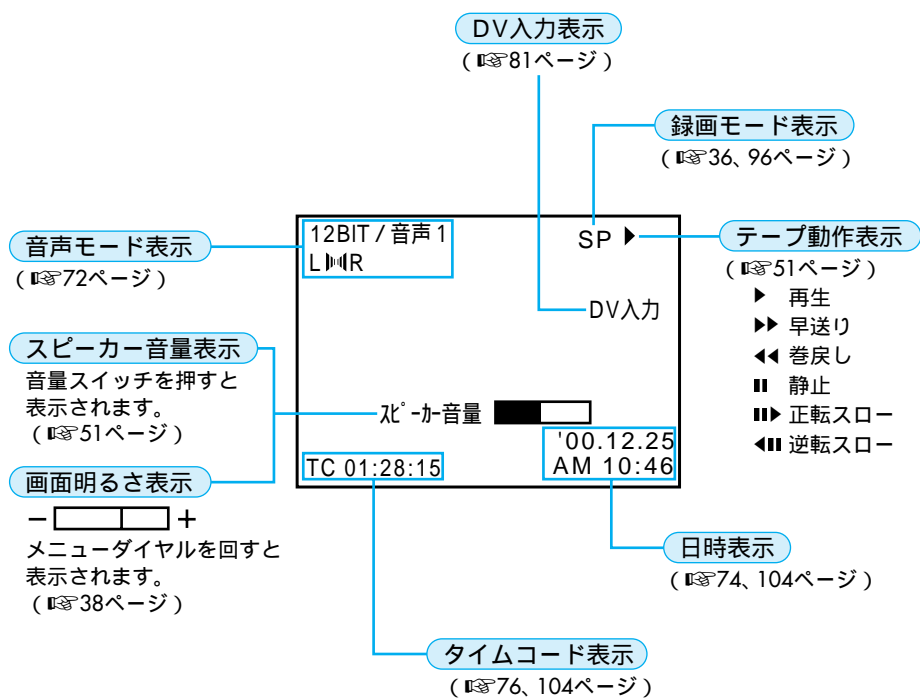 DV入力表示
(☞81ページ)
録画モード表示
(☞36、96ページ)
音声モード表示
(☞72ページ)
12BIT / 音声1
L R
SP ▶
テープ動作表示
(☞51ページ)
▶ 再生
▶▶ 早送り
◀◀ 巻戻し
▮▮ 静止
▮▮▶ 正転スロー
◀▮▮ 逆転スロー
DV入力
スピーカー音量表示
音量スイッチを押すと
表示されます。
(☞51ページ)
ｽﾋﾟｰｶｰ音量
'00.12.25
AM 10:46
TC 01:28:15
画面明るさ表示
− +
メニューダイヤルを回すと
表示されます。
(☞38ページ)
日時表示
(☞74、104ページ)
タイムコード表示
(☞76、104ページ)